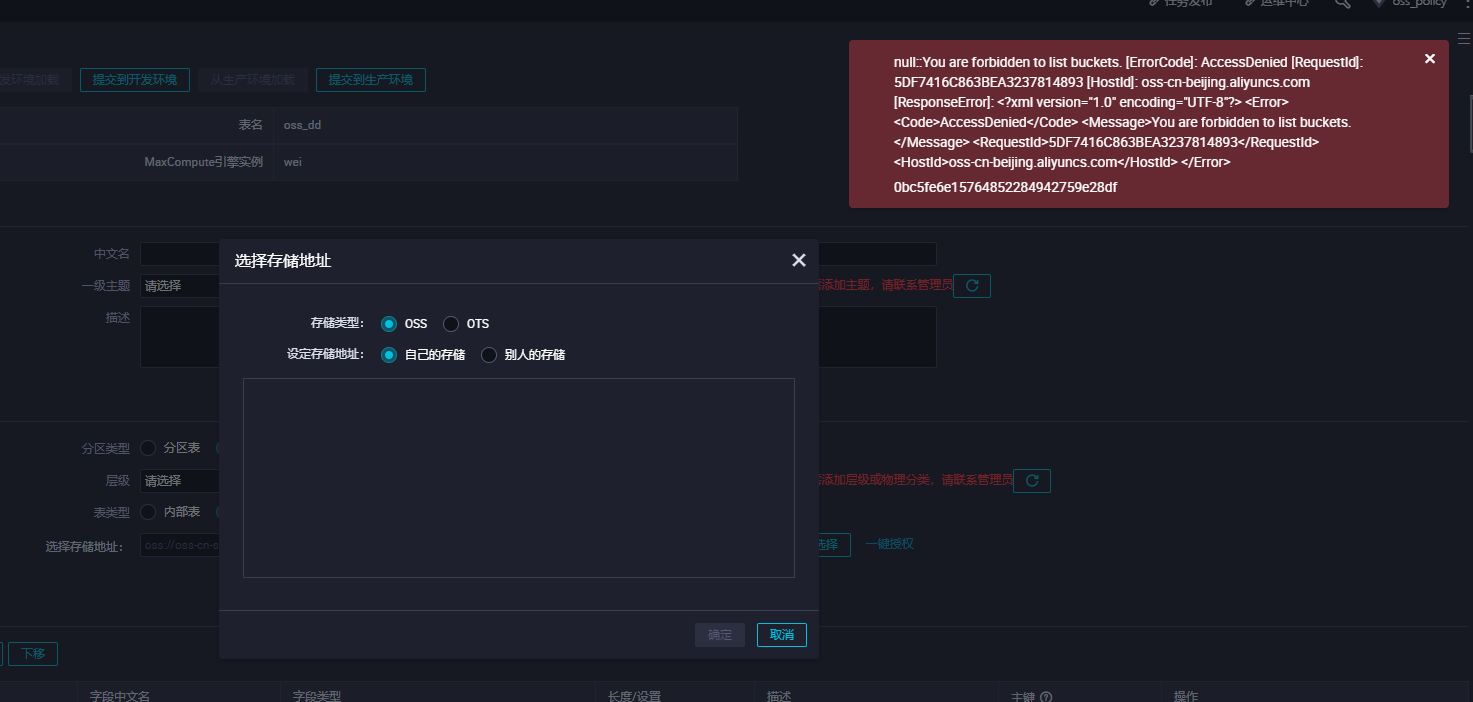 任务发布 运维中心 oss_policy
发环境加载 提交到开发环境 从生产环境加载 提交到生产环境
null::You are forbidden to list buckets. [ErrorCode]: AccessDenied [RequestId]:
5DF7416C863BEA3237814893 [HostId]: oss-cn-beijing.aliyuncs.com
[ResponseError]: <?xml version="1.0" encoding="UTF-8"?> <Error>
<Code>AccessDenied</Code> <Message>You are forbidden to list buckets.
</Message> <RequestId>5DF7416C863BEA3237814893</RequestId>
<HostId>oss-cn-beijing.aliyuncs.com</HostId> </Error>
0bc5fe6e15764852284942759e28df
表名 oss_dd
MaxCompute引擎实例 wei
中文名
选择存储地址
一级主题 请选择 添加主题，请联系管理员
描述
存储类型： OSS OTS
设定存储地址： 自己的存储 别人的存储
分区类型 分区表
层级 请选择 添加层级或物理分类，请联系管理员
表类型 内部表
选择存储地址： oss://oss-cn-s 选择 一键授权
确定 取消
下移
字段中文名 字段类型 长度/设置 描述 主键 操作